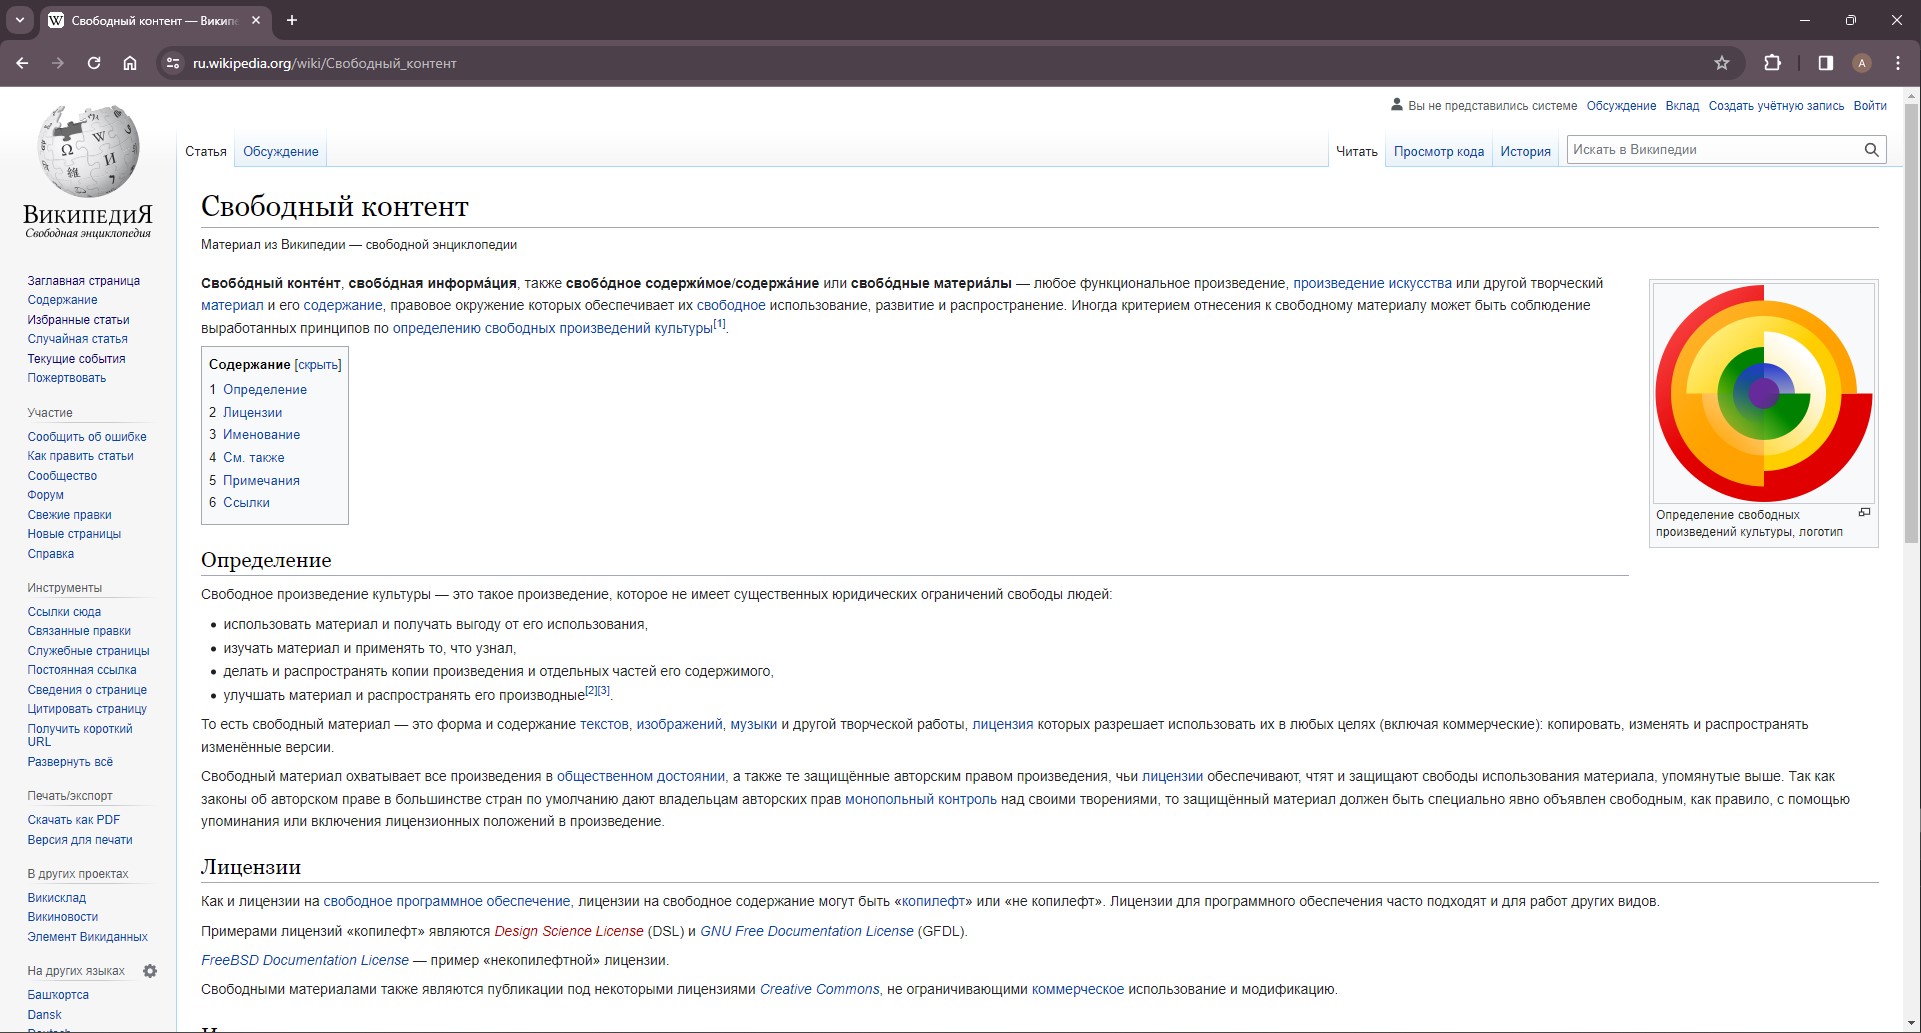 Свободный контент — Викип
ru.wikipedia.org/wiki/Свободный_контент
A
Вы не представились системе Обсуждение Вклад Создать учётную запись Войти
Статья Обсуждение Читать Просмотр кода История Искать в Википедии
ВИКИПЕДИЯ
Свободная энциклопедия
Заглавная страница
Содержание
Избранные статьи
Случайная статья
Текущие события
Пожертвовать
Участие
Сообщить об ошибке
Как править статьи
Сообщество
Форум
Свежие правки
Новые страницы
Справка
Инструменты
Ссылки сюда
Связанные правки
Служебные страницы
Постоянная ссылка
Сведения о странице
Цитировать страницу
Получить короткий
URL
Развернуть всё
Печать/экспорт
Скачать как PDF
Версия для печати
В других проектах
Викисклад
Викиновости
Элемент Викиданных
На других языках
Башҡортса
Dansk
Deutsch
Свободный контент
Материал из Википедии — свободной энциклопедии
Свобо́дный конте́нт, свобо́дная информа́ция, также свобо́дное содержи́мое/содержа́ние или свобо́дные материа́лы — любое функциональное произведение, произведение искусства или другой творческий
материал и его содержание, правовое окружение которых обеспечивает их свободное использование, развитие и распространение. Иногда критерием отнесения к свободному материалу может быть соблюдение
выработанных принципов по определению свободных произведений культуры[1].
Содержание [скрыть]
1 Определение
2 Лицензии
3 Именование
4 См. также
5 Примечания
6 Ссылки
Определение свободных
произведений культуры, логотип
Определение
Свободное произведение культуры — это такое произведение, которое не имеет существенных юридических ограничений свободы людей:
• использовать материал и получать выгоду от его использования,
• изучать материал и применять то, что узнал,
• делать и распространять копии произведения и отдельных частей его содержимого,
• улучшать материал и распространять его производные[2][3].
То есть свободный материал — это форма и содержание текстов, изображений, музыки и другой творческой работы, лицензия которых разрешает использовать их в любых целях (включая коммерческие): копировать, изменять и распространять
изменённые версии.
Свободный материал охватывает все произведения в общественном достоянии, а также те защищённые авторским правом произведения, чьи лицензии обеспечивают, чтят и защищают свободы использования материала, упомянутые выше. Так как
законы об авторском праве в большинстве стран по умолчанию дают владельцам авторских прав монопольный контроль над своими творениями, то защищённый материал должен быть специально явно объявлен свободным, как правило, с помощью
упоминания или включения лицензионных положений в произведение.
Лицензии
Как и лицензии на свободное программное обеспечение, лицензии на свободное содержание могут быть «копилефт» или «не копилефт». Лицензии для программного обеспечения часто подходят и для работ других видов.
Примерами лицензий «копилефт» являются Design Science License (DSL) и GNU Free Documentation License (GFDL).
FreeBSD Documentation License — пример «некопилефтной» лицензии.
Свободными материалами также являются публикации под некоторыми лицензиями Creative Commons, не ограничивающими коммерческое использование и модификацию.